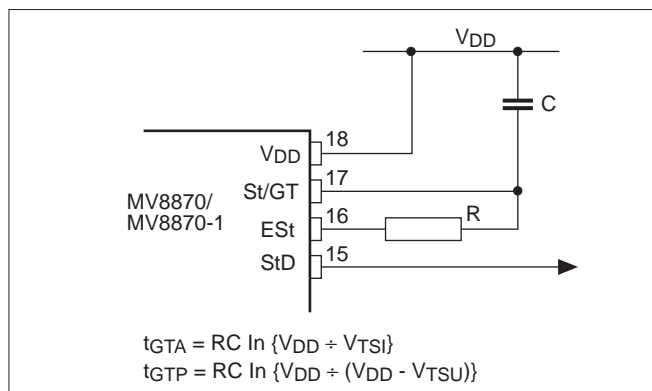 VDD
C
18
VDD
17
St/GT
MV8870/
MV8870-1
16
ESt
R
15
StD
tGTA = RC In {VDD ÷ VTSI}
tGTP = RC In {VDD ÷ (VDD - VTSU)}